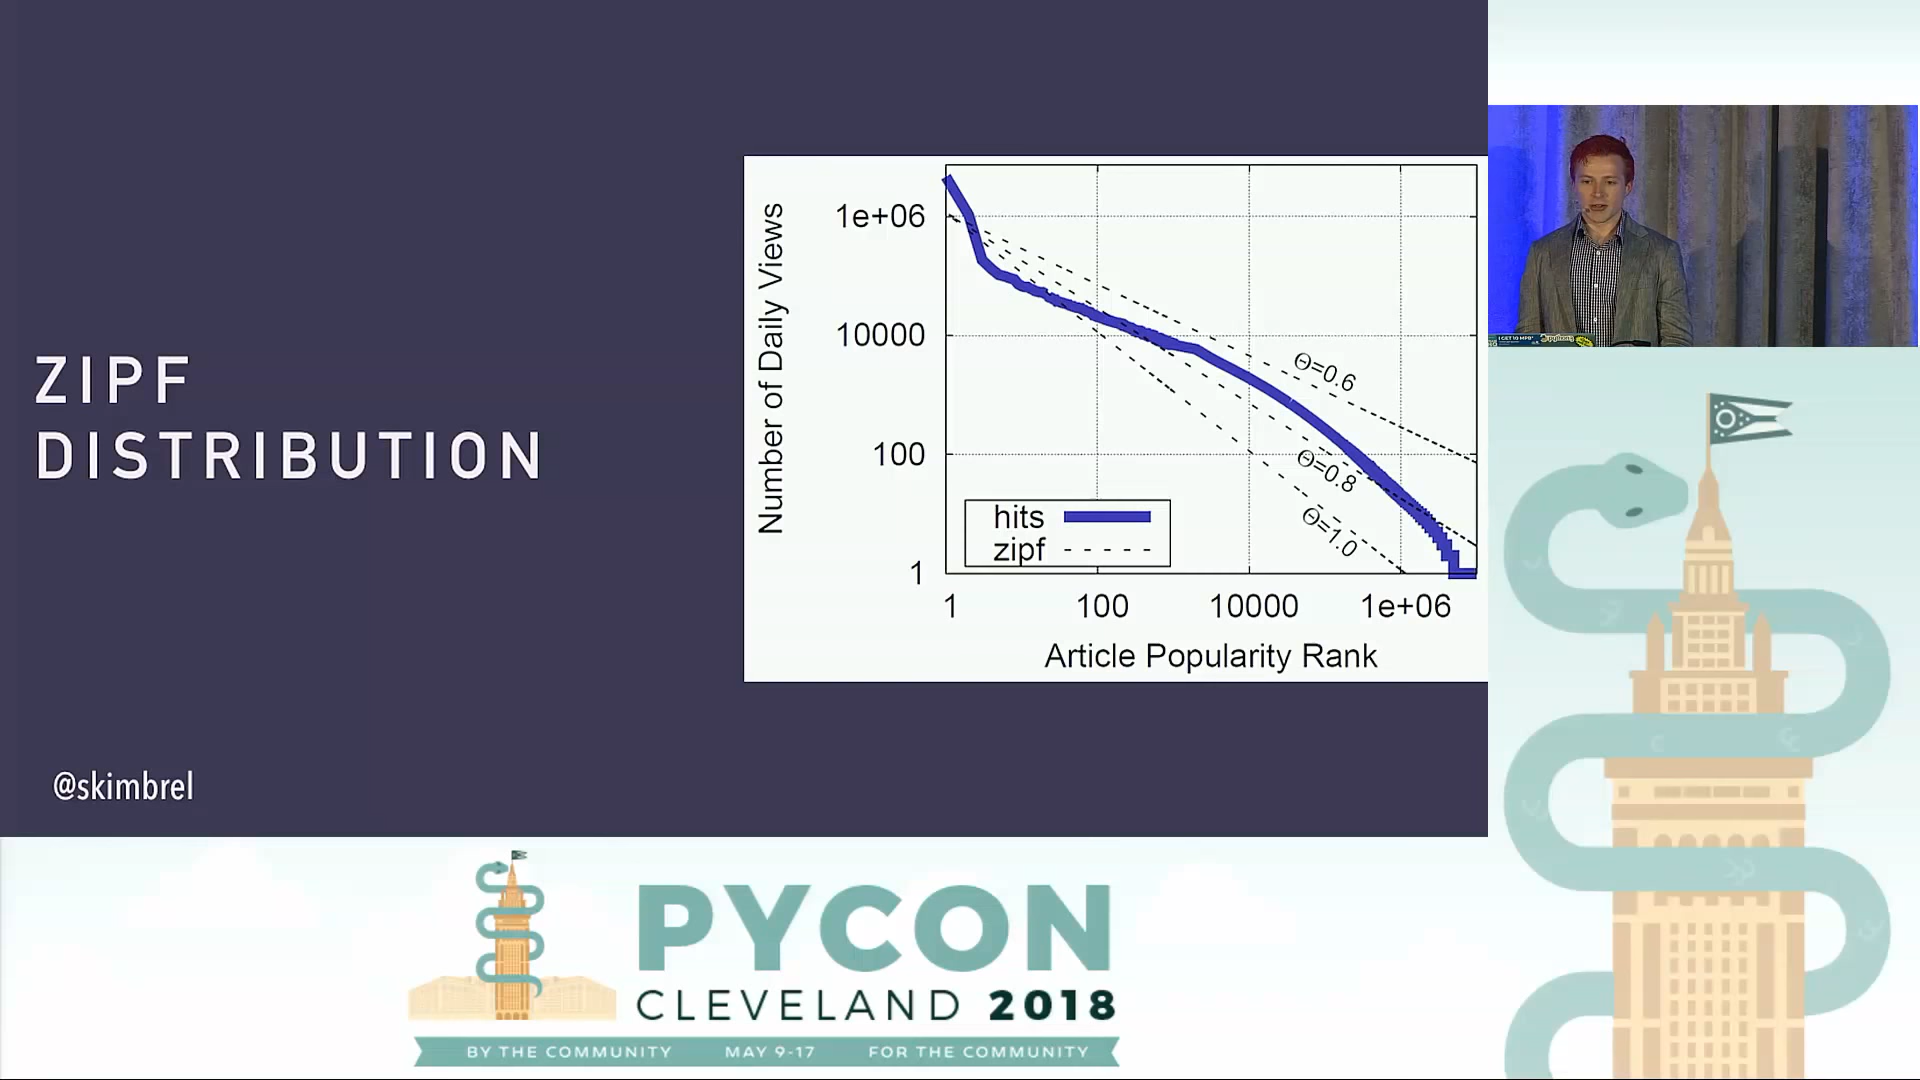 ZIPF
DISTRIBUTION
@skimbrel
Number of Daily Views
1e+06
10000
100
1
hits
zipf
Θ=0.6
Θ=0.8
Θ=1.0
1 100 10000 1e+06
Article Popularity Rank
PYCON
CLEVELAND 2018
BY THE COMMUNITY MAY 9-17 FOR THE COMMUNITY